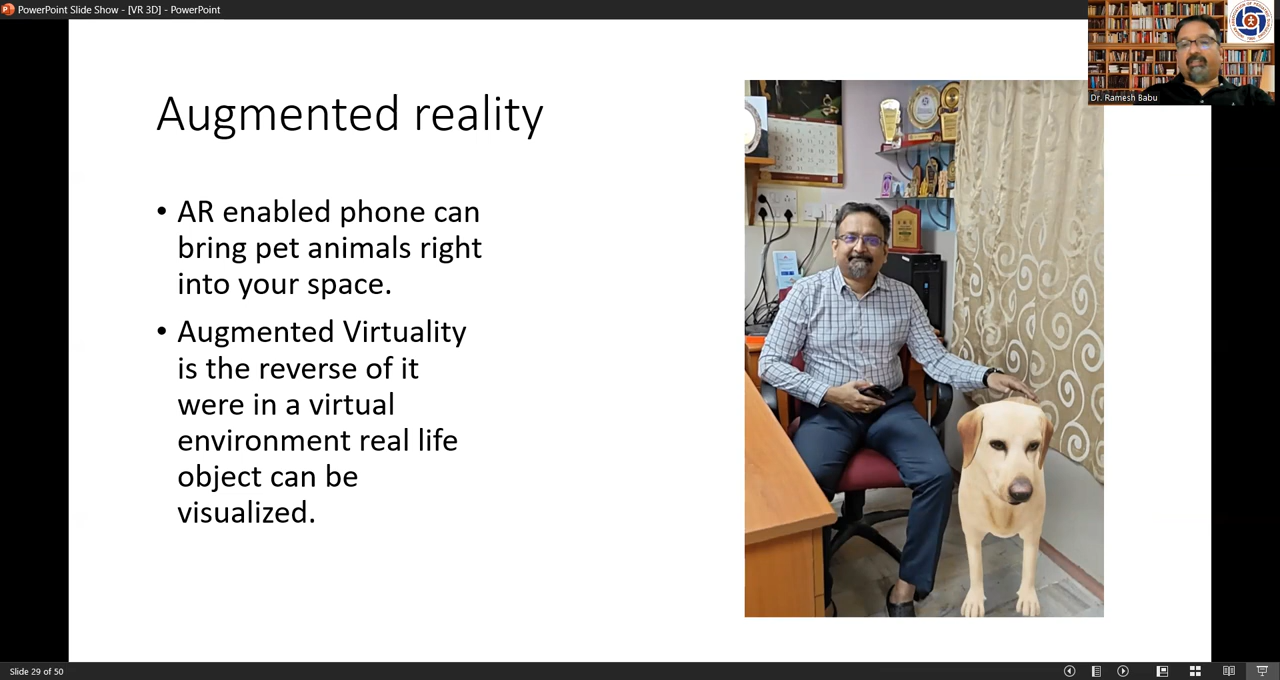 PowerPoint Slide Show - [VR 3D] - PowerPoint
Dr. Ramesh Babu
Augmented reality
• AR enabled phone can
bring pet animals right
into your space.
• Augmented Virtuality
is the reverse of it
were in a virtual
environment real life
object can be
visualized.
Slide 29 of 50